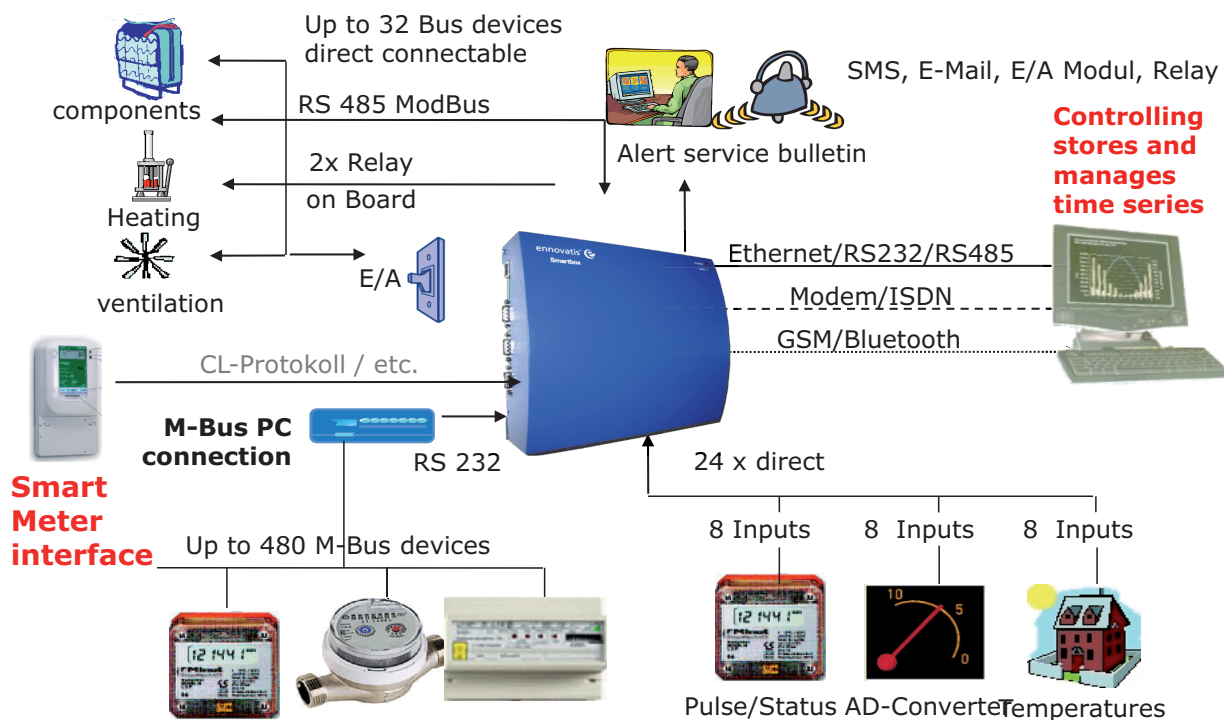 Up to 32 Bus devices
direct connectable
SMS, E-Mail, E/A Modul, Relay
components
RS 485 ModBus
Controlling
stores and
manages
time series
Alert service bulletin
2x Relay
on Board
Heating
ennovatis
Smartbox
E/A
ventilation
Ethernet/RS232/RS485
Modem/ISDN
GSM/Bluetooth
CL-Protokoll / etc.
M-Bus PC
connection
RS 232
24 x direct
Smart
Meter
interface
Up to 480 M-Bus devices
8 Inputs
8 Inputs
8 Inputs
121441
121441
10
5
0
Pulse/Status
AD-Converter
Temperatures